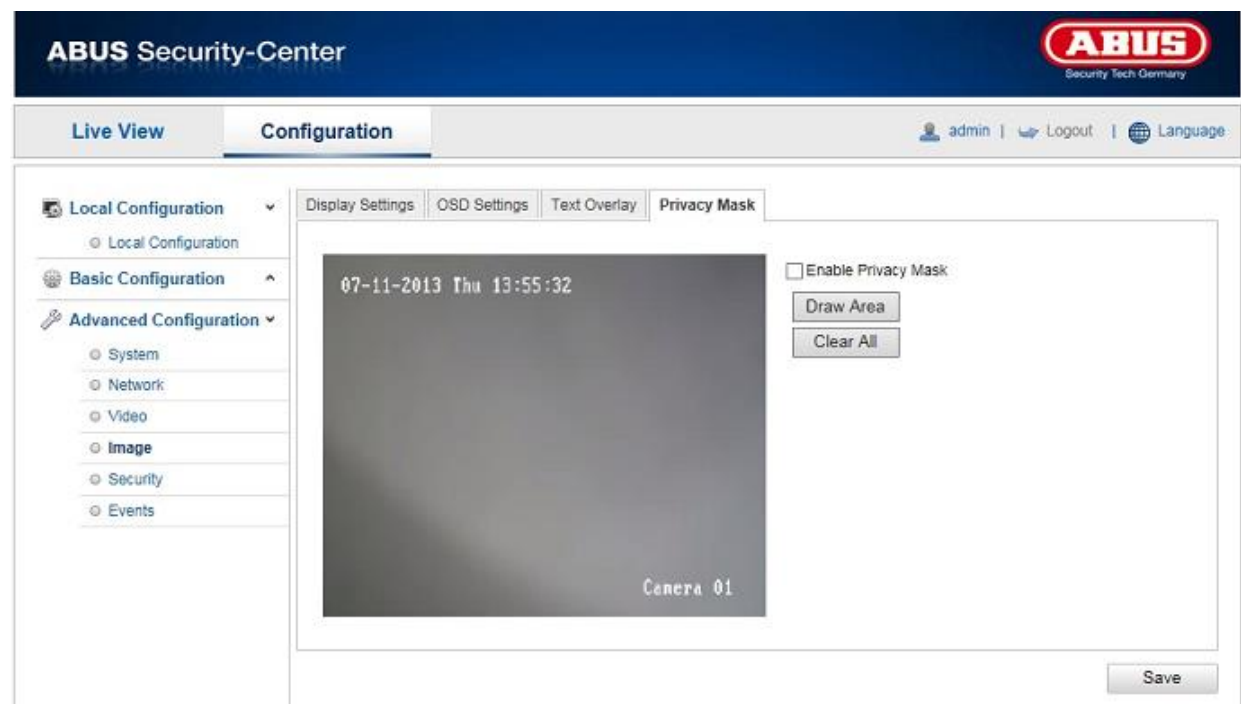 ABUS Security-Center
ABUS
Security Tech Germany
Live View
Configuration
admin | Logout | Language
Local Configuration
Local Configuration
Basic Configuration
Advanced Configuration
System
Network
Video
Image
Security
Events
Display Settings
OSD Settings
Text Overlay
Privacy Mask
07-11-2013 Thu 13:55:32
Camera 01
Enable Privacy Mask
Draw Area
Clear All
Save